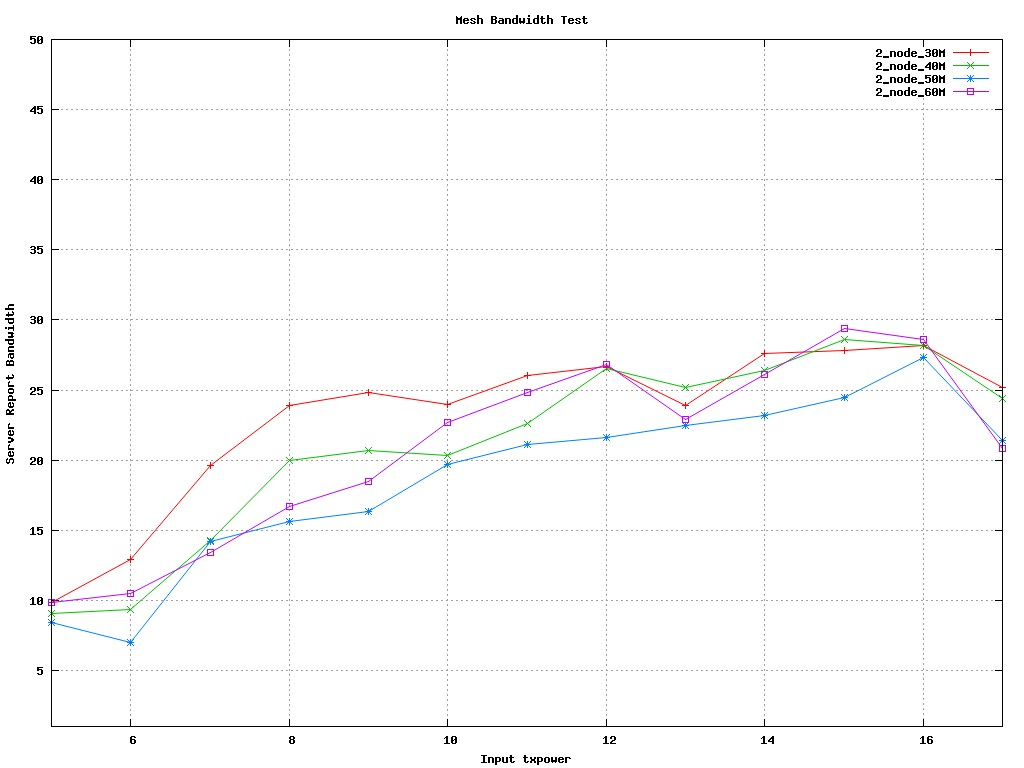 Mesh Bandwidth Test
50
45
40
35
30
25
20
15
10
5
Server Report Bandwidth
2_node_30M
2_node_40M
2_node_50M
2_node_60M
6 8 10 12 14 16
Input txpower